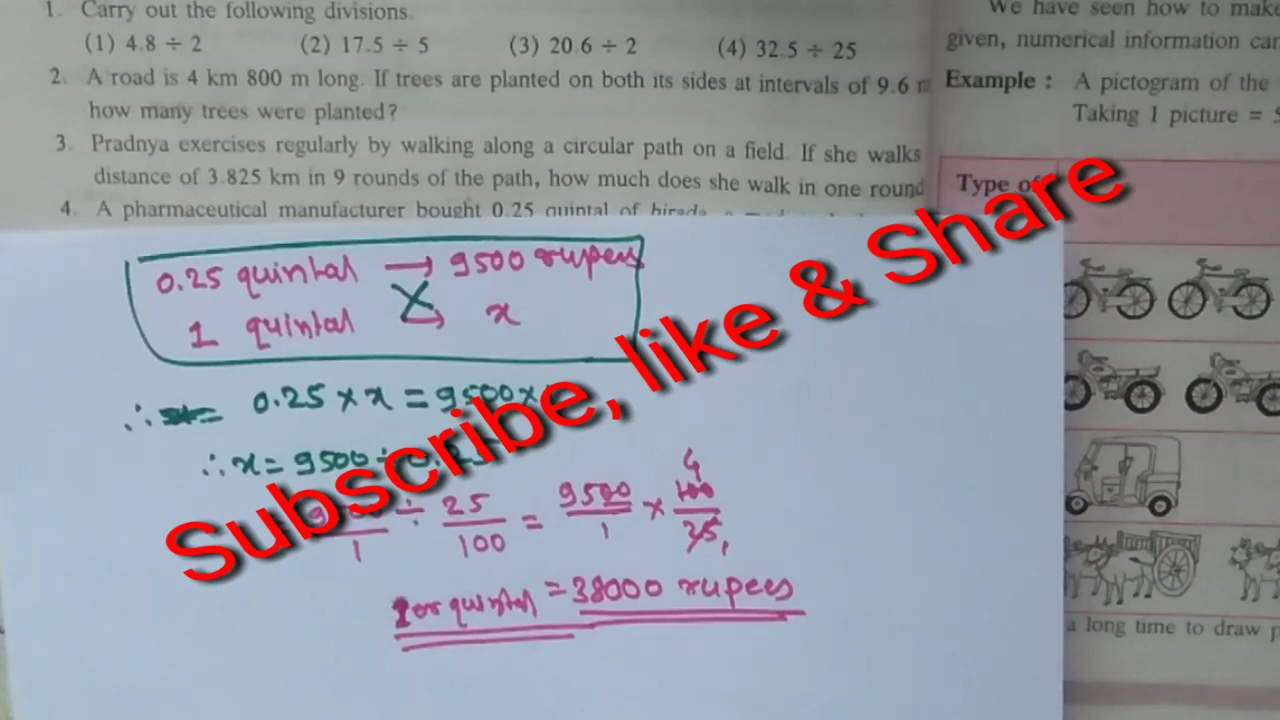 1. Carry out the following divisions.
(1) 4.8 ÷ 2 (2) 17.5 ÷ 5 (3) 20.6 ÷ 2 (4) 32.5 ÷ 25
2. A road is 4 km 800 m long. If trees are planted on both its sides at intervals of 9.6 m
how many trees were planted?
3. Pradnya exercises regularly by walking along a circular path on a field. If she walks
distance of 3.825 km in 9 rounds of the path, how much does she walk in one round
4. A pharmaceutical manufacturer bought 0.25 quintal of hirada,
We have seen how to make
given, numerical information can
Example : A pictogram of the
Taking 1 picture =
Type of
0.25 quintal → 9500 rupees
1 quintal → x
∴ 0.25 × x = 9500 ×
∴ x = 9500 ÷ 0.25
1 ÷ 25/100 = 9500/1 × 100/25 4 1
Per quintal = 38000 rupees
Subscribe, like & Share
a long time to draw p